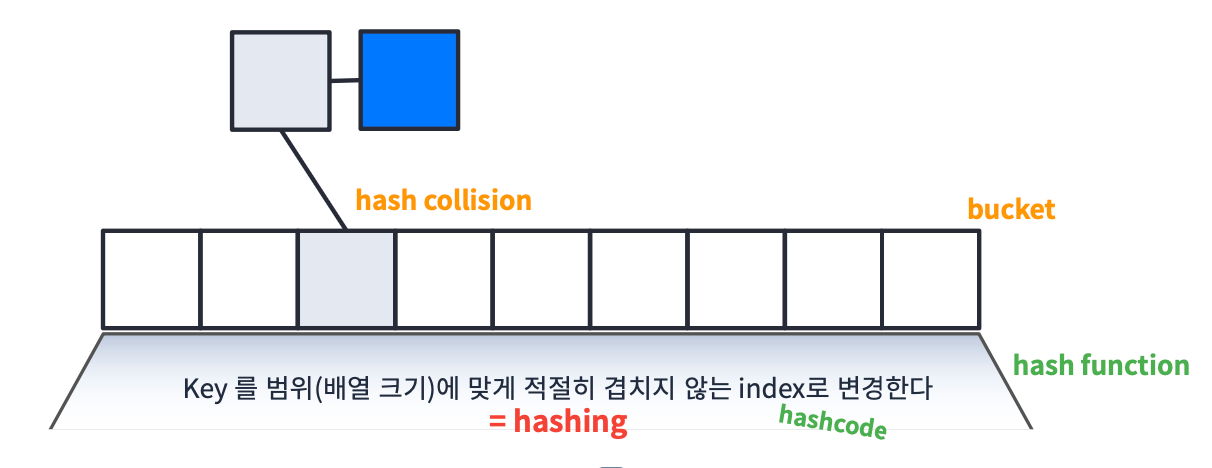 hash collision
bucket
hash function
Key 를 범위(배열 크기)에 맞게 적절히 겹치지 않는 index로 변경한다
= hashing
hashcode